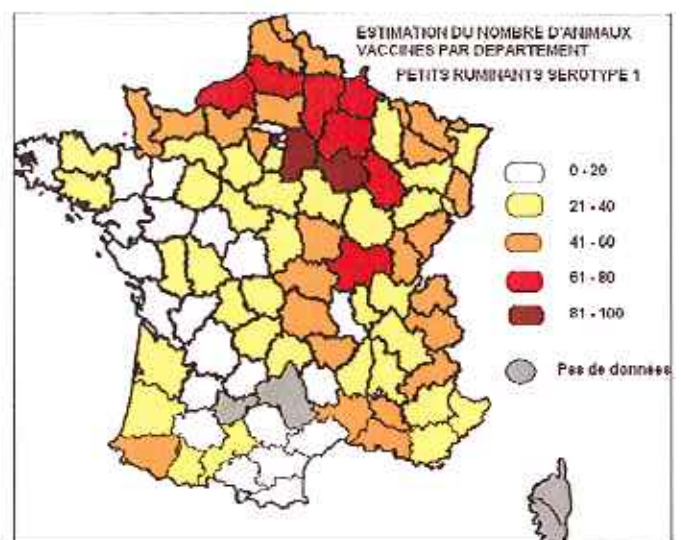 ESTIMATION DU NOMBRE D'ANIMAUX
VACCINES PAR DEPARTEMENT
PETITS RUMINANTS SEROTYPE 1
0 - 20
21 - 40
41 - 60
61 - 80
81 - 100
Pas de données